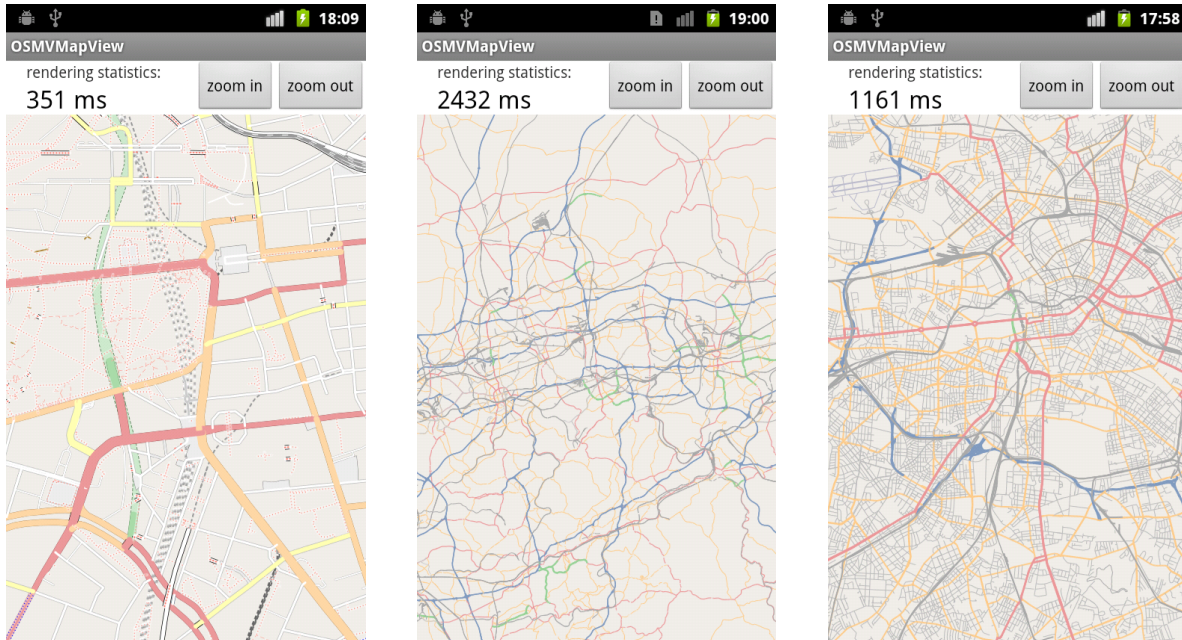 18:09
OSMVMapView
rendering statistics:
351 ms
zoom in
zoom out
19:00
OSMVMapView
rendering statistics:
2432 ms
zoom in
zoom out
17:58
OSMVMapView
rendering statistics:
1161 ms
zoom in
zoom out